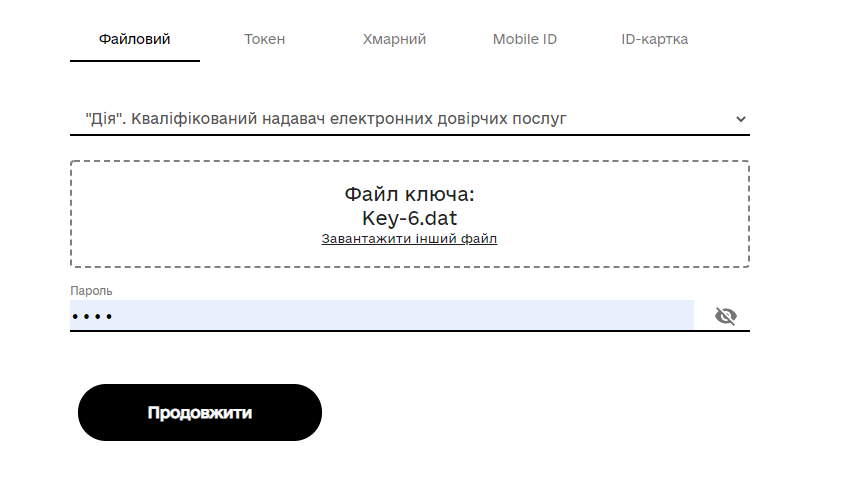 Файловий Токен Хмарний Mobile ID ID-картка
"Дія". Кваліфікований надавач електронних довірчих послуг
Файл ключа:
Key-6.dat
Завантажити інший файл
Пароль
••••
Продовжити